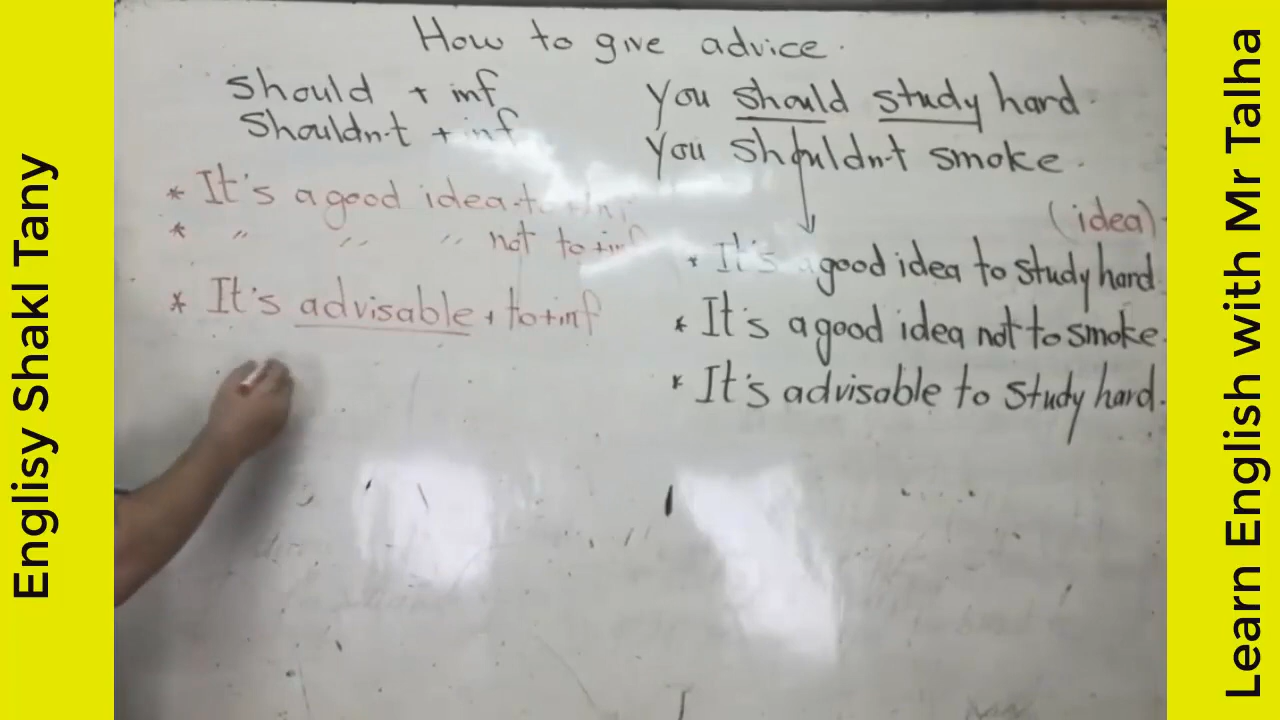 Englisy Shakl Tany
How to give advice.
should + inf
Shouldn't + inf
* It's a good idea + to + inf
* " " " not to + inf
* It's advisable + to + inf
You should study hard.
You shouldn't smoke.
(idea)
* It's a good idea to study hard
* It's a good idea not to smoke.
* It's advisable to study hard.
Learn English with Mr Talha